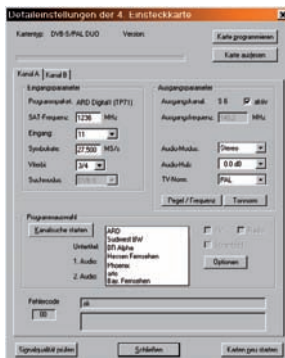 Detaileinstellungen der 4. Einsteckkarte
Kartentyp: DVB-S/PAL DUO Version:
Karte programmieren
Karte auslesen
Kanal A Kanal B
Eingangsparameter
Programmpaket: ARD Digital1 (TP71)
SAT-Frequenz: 1236 MHz
Eingang: 11
Symbolrate: 27,500 MS/s
Viterbi: 3/4
Suchmodus:
Ausgangsparameter
Ausgangskanal: S 8 aktiv
Ausgangsfrequenz: MHz
Audio-Modus: Stereo
Audio-Hub: 0.0 dB
TV-Norm: PAL
Pegel / Frequenz Tonnorm
Programmauswahl
Kanalsuche starten
Untertitel
1. Audio:
2. Audio:
ARD
Südwest BW
BR Alpha
Hessen Fernsehen
Phoenix
arte
Bay. Fernsehen
Optionen
Fehlercode
00
ok
Signalqualität prüfen Schließen Karten neu starten